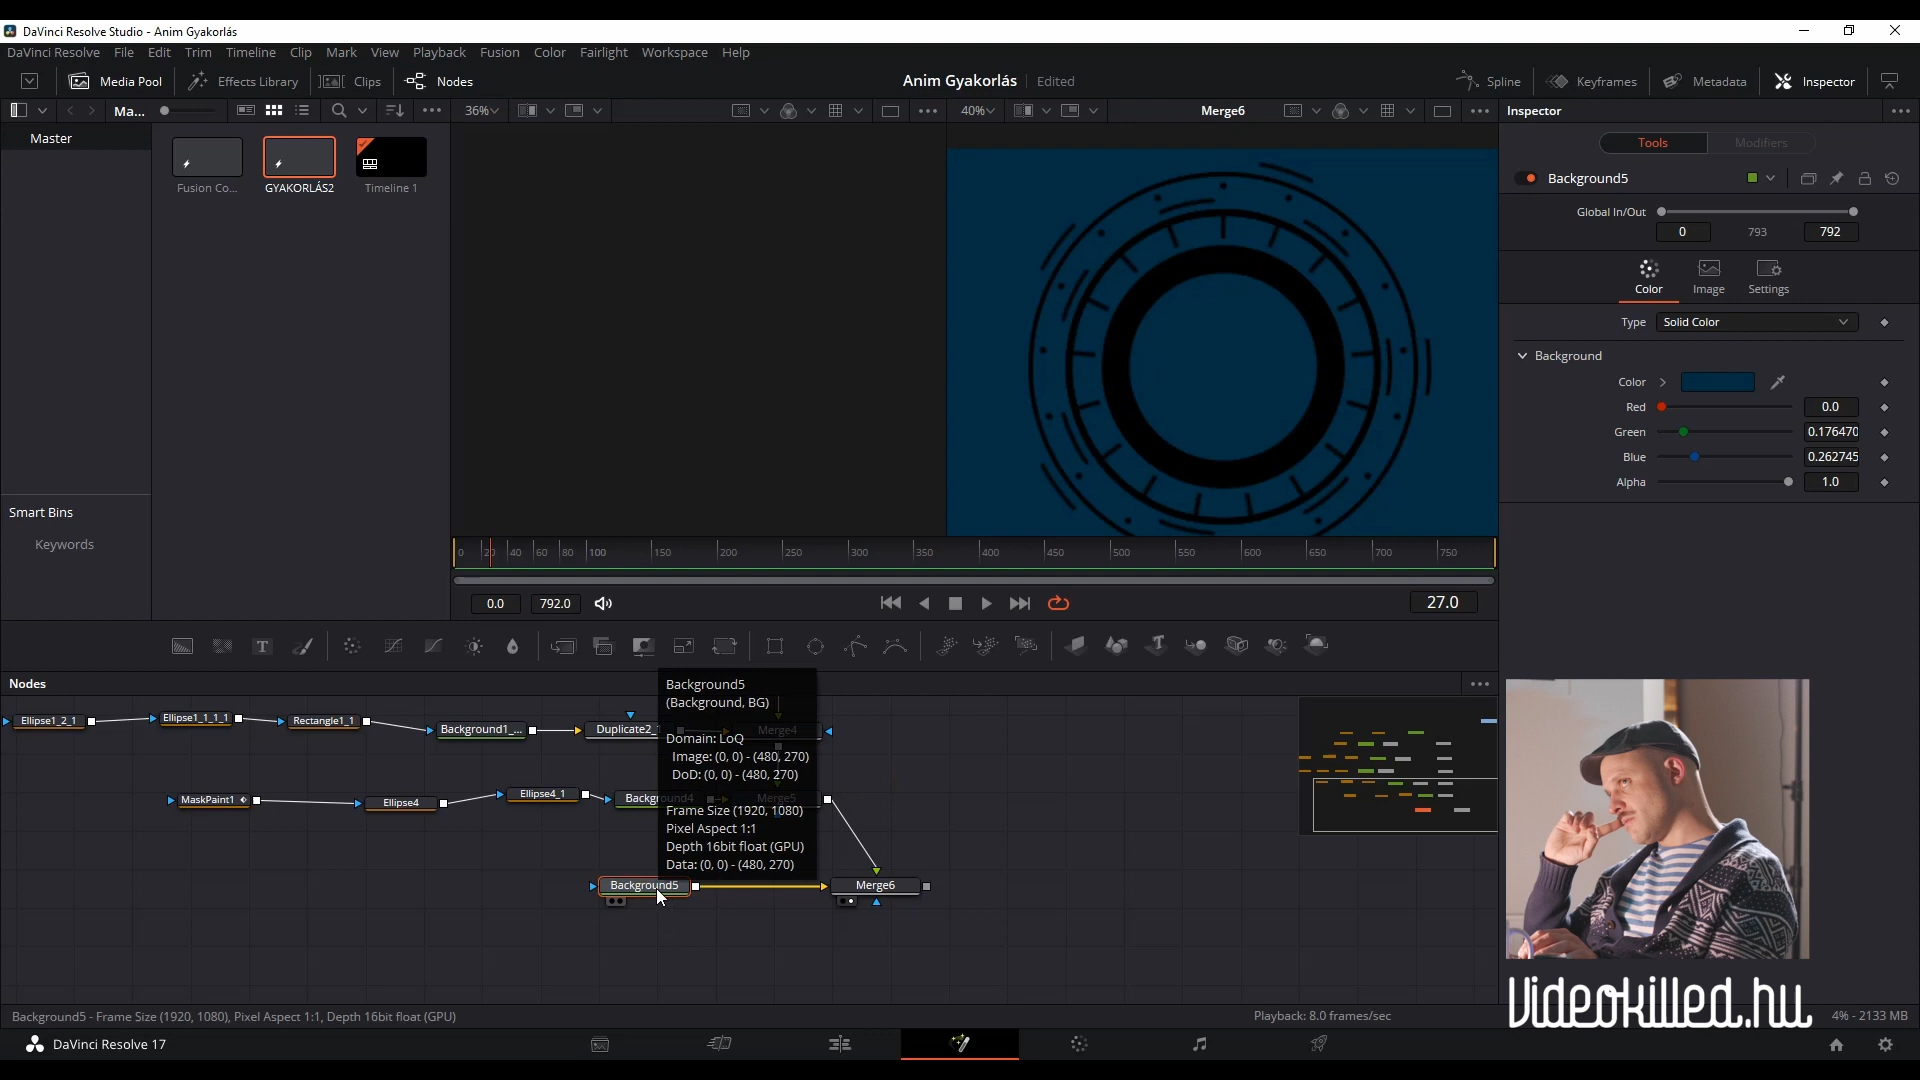 DaVinci Resolve Studio - Anim Gyakorlás
DaVinci Resolve File Edit Trim Timeline Clip Mark View Playback Fusion Color Fairlight Workspace Help
Media Pool Effects Library Clips Nodes Anim Gyakorlás Edited Spline Keyframes Metadata Inspector
Ma... 36% 40% Merge6 Inspector
Master
Fusion Co... GYAKORLÁS2 Timeline 1
Tools Modifiers
Background5
Global In/Out
0 793 792
Color Image Settings
Type Solid Color
Background
Color
Red 0.0
Green 0.176470
Blue 0.262745
Alpha 1.0
Smart Bins
Keywords
0 20 40 60 80 100 150 200 250 300 350 400 450 500 550 600 650 700 750
0.0 792.0 27.0
Nodes
Ellipse1_2_1 Ellipse1_1_1_1 Rectangle1_1 Background1_... Duplicate2_ Merge4
MaskPaint1 Ellipse4 Ellipse4_1 Background4 Merge5
Background5
(Background, BG)
Domain: LoQ
Image: (0, 0) - (480, 270)
DoD: (0, 0) - (480, 270)
Frame Size (1920, 1080)
Pixel Aspect 1:1
Depth 16bit float (GPU)
Data: (0, 0) - (480, 270)
Background5 Merge6
Videokilled.hu
Background5 - Frame Size (1920, 1080), Pixel Aspect 1:1, Depth 16bit float (GPU) Playback: 8.0 frames/sec 4% - 2133 MB
DaVinci Resolve 17